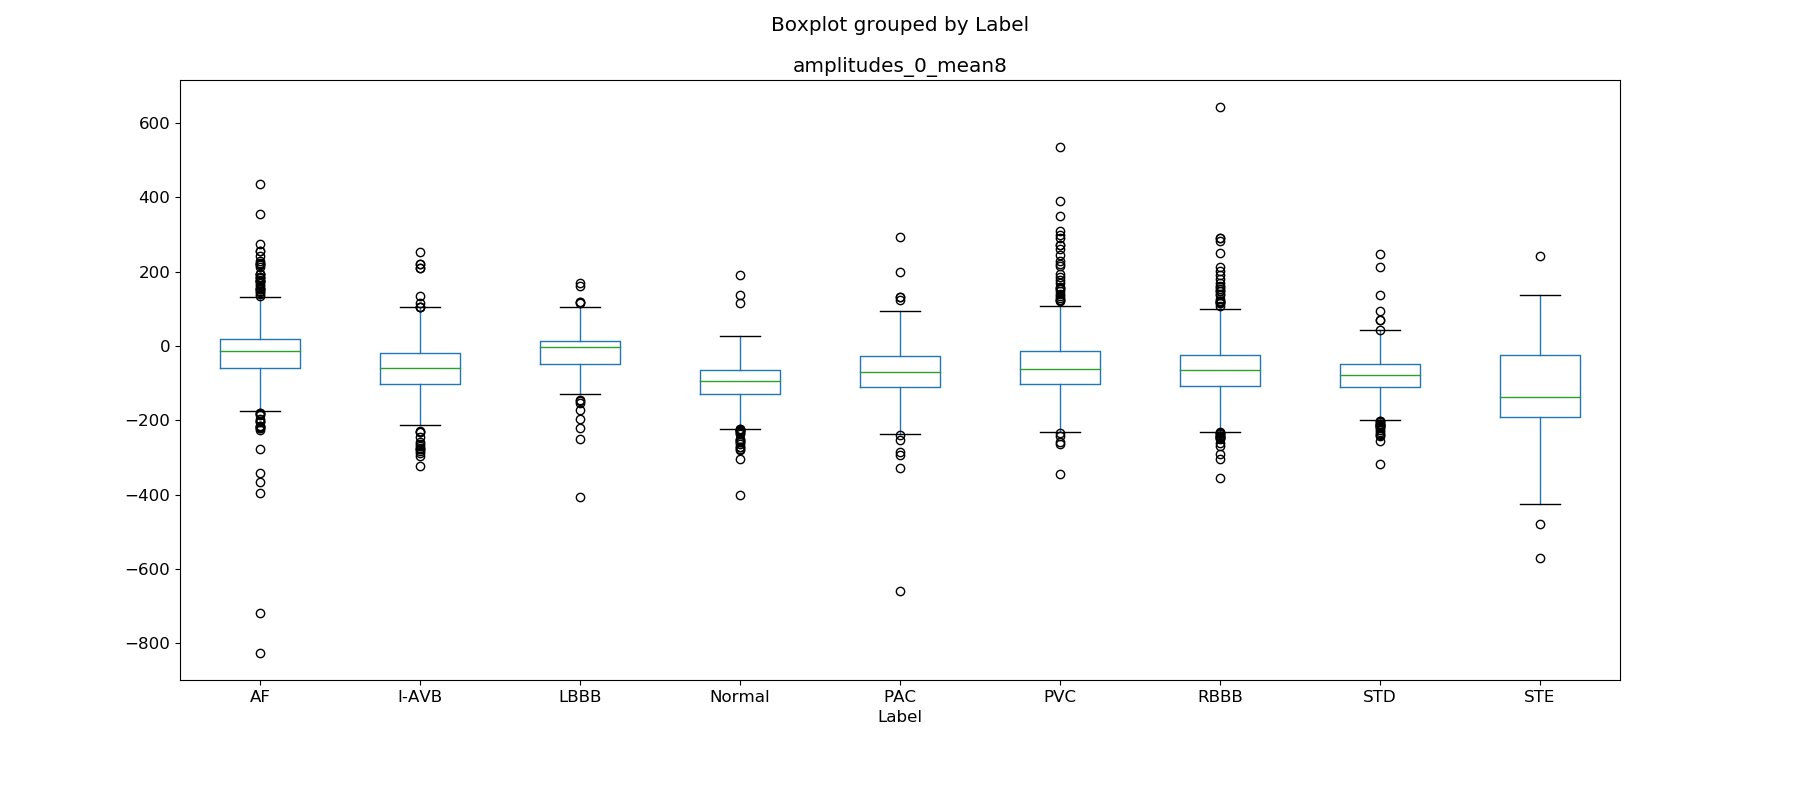 Boxplot grouped by Label
amplitudes_0_mean8
600
400
200
0
−200
−400
−600
−800
AF I-AVB LBBB Normal PAC PVC RBBB STD STE
Label